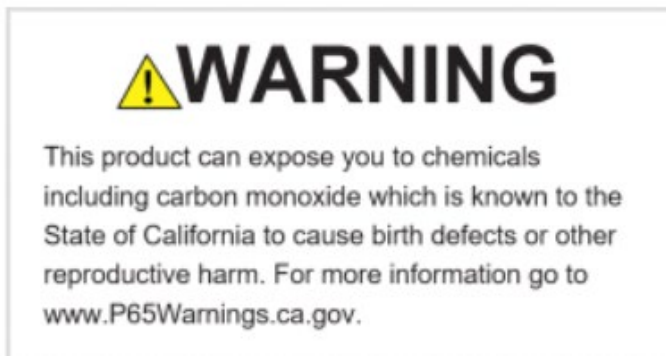 WARNING
This product can expose you to chemicals
including carbon monoxide which is known to the
State of California to cause birth defects or other
reproductive harm. For more information go to
www.P65Warnings.ca.gov.